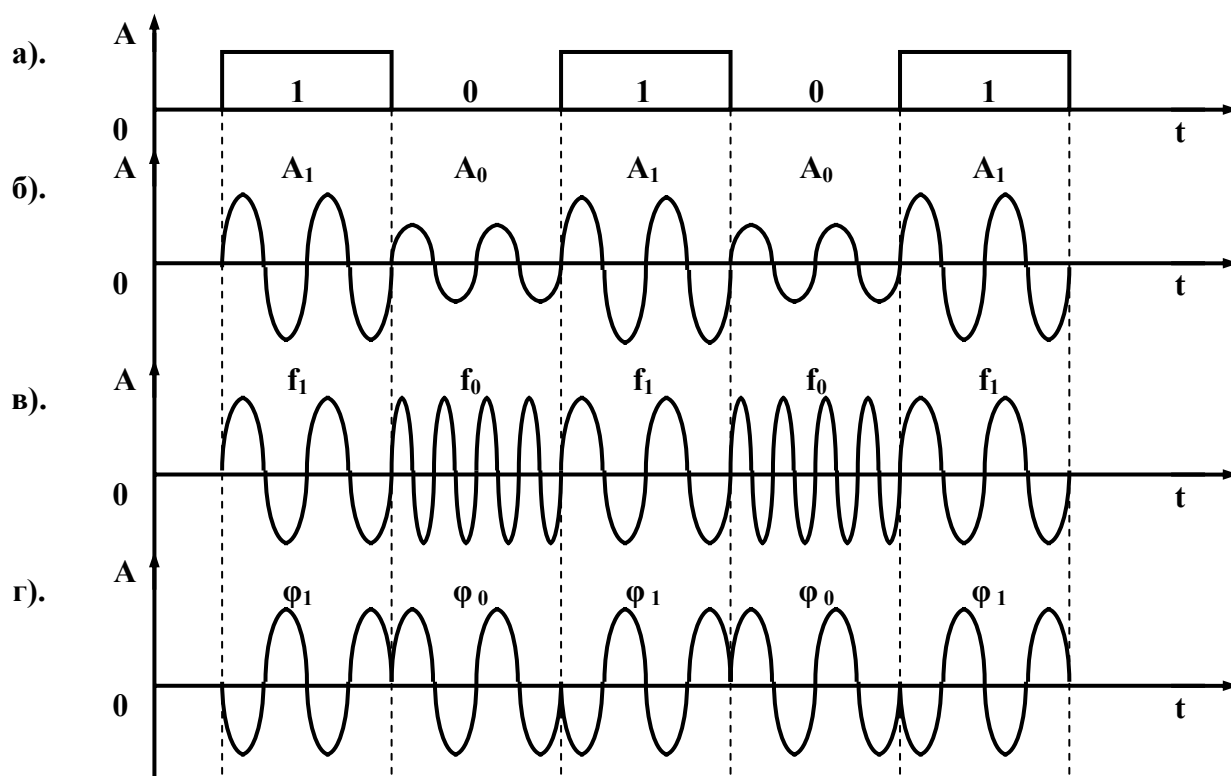 A
а).
1 0 1 0 1
0 t
A A₁ A₀ A₁ A₀ A₁
б).
0 t
A f₁ f₀ f₁ f₀ f₁
в).
0 t
A
г).
φ₁ φ₀ φ₁ φ₀ φ₁
0 t